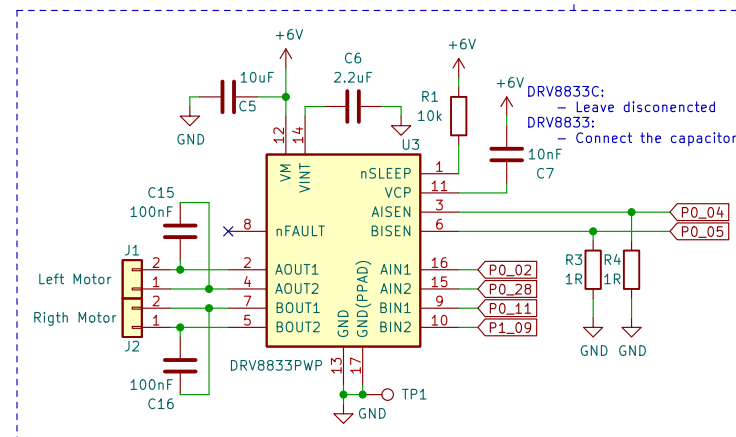 +6V
C6
+6V
10uF
2.2uF
+6V
DRV8833C:
C5
R1
- Leave disonencted
GND
10k
DRV8833:
12
14
U3
- Connect the capacitor
10nF
VM
VINT
nSLEEP
1
C7
VCP
11
C15
AISEN
3
P0_04
100nF
8
nFAULT
BISEN
6
P0_05
J1
GND(PPAD)
R3
R4
2
2
AOUT1
AIN1
16
P0_02
1R
1R
Left Motor
1
4
AOUT2
AIN2
15
P0_28
2
7
BOUT1
BIN1
9
P0_11
Rigth Motor
1
5
BOUT2
GND
BIN2
10
P1_09
J2
GND
GND
DRV8833PWP
13
17
100nF
TP1
C16
GND